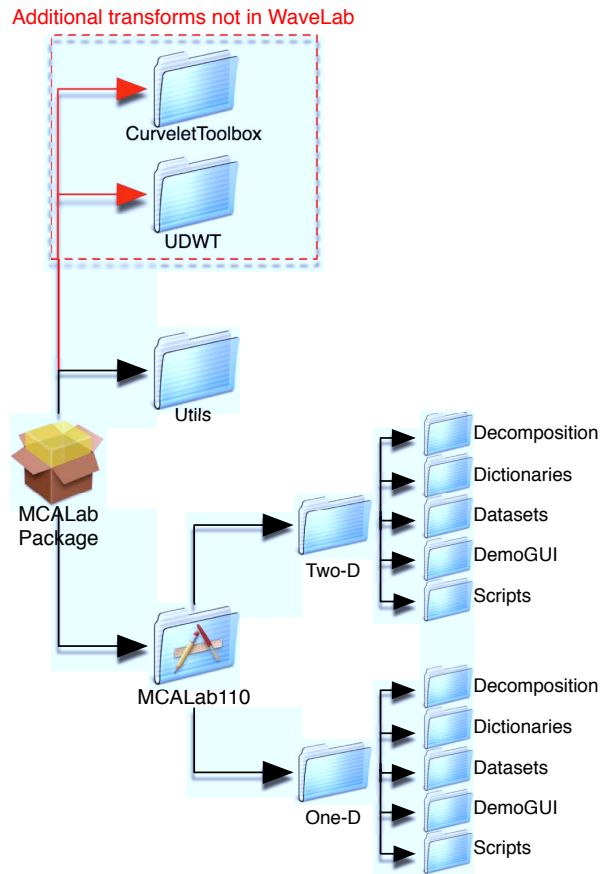 Additional transforms not in WaveLab
CurveletToolbox
UDWT
Utils
MCALab
Package
MCALab110
Two-D
Decomposition
Dictionaries
Datasets
DemoGUI
Scripts
One-D
Decomposition
Dictionaries
Datasets
DemoGUI
Scripts